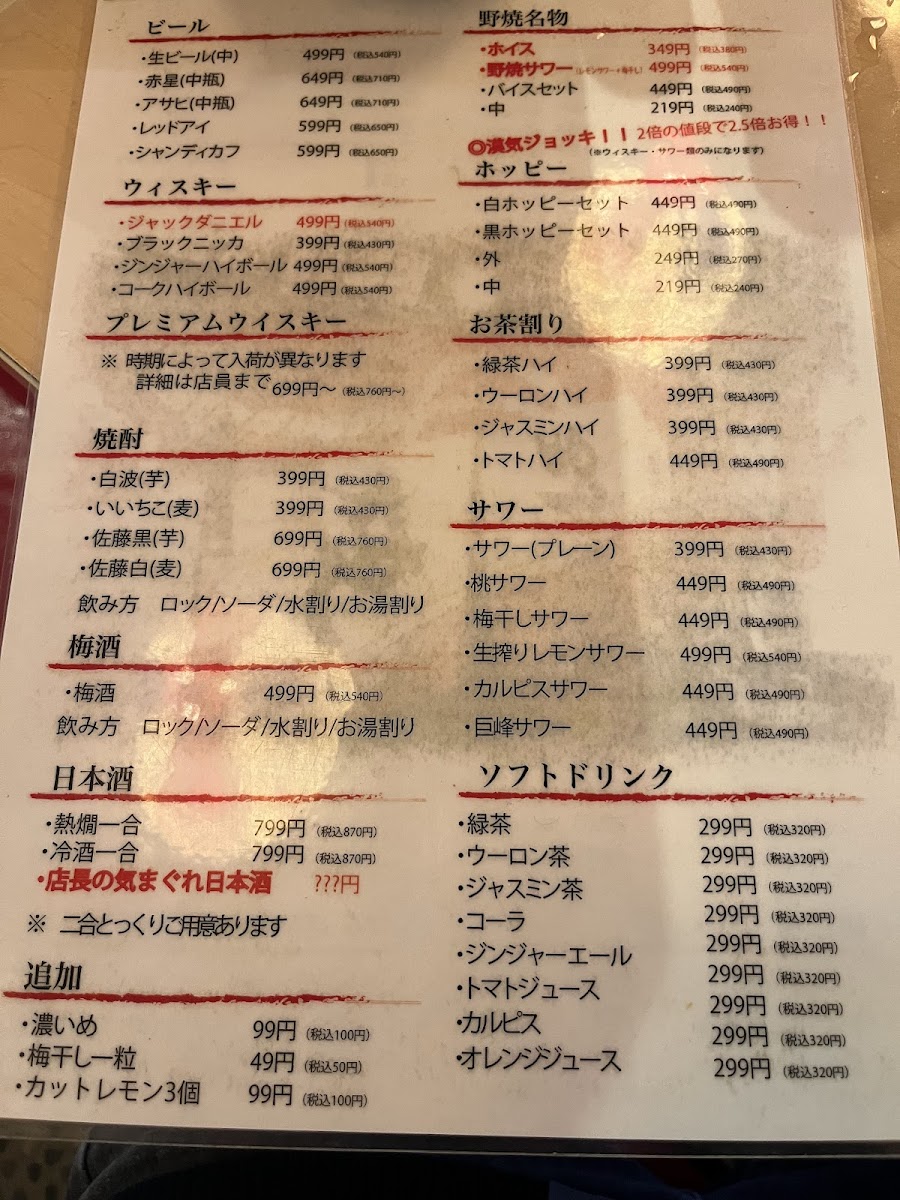 ビール
・生ビール(中) 499円 (税込540円)
・赤星(中瓶) 649円 (税込710円)
・アサヒ(中瓶) 649円 (税込710円)
・レッドアイ 599円 (税込650円)
・シャンディカフ 599円 (税込650円)
ウィスキー
・ジャックダニエル 499円 (税込540円)
・ブラックニッカ 399円 (税込430円)
・ジンジャーハイボール 499円 (税込540円)
・コークハイボール 499円 (税込540円)
プレミアムウイスキー
※ 時期によって入荷が異なります
詳細は店員まで 699円〜 (税込760円〜)
焼酎
・白波(芋) 399円 (税込430円)
・いいちこ(麦) 399円 (税込430円)
・佐藤黒(芋) 699円 (税込760円)
・佐藤白(麦) 699円 (税込760円)
飲み方 ロック/ソーダ/水割り/お湯割り
梅酒
・梅酒 499円 (税込540円)
飲み方 ロック/ソーダ/水割り/お湯割り
日本酒
・熱燗一合 799円 (税込870円)
・冷酒一合 799円 (税込870円)
・店長の気まぐれ日本酒 ???円
※ 二合とっくりご用意あります
追加
・濃いめ 99円 (税込100円)
・梅干し一粒 49円 (税込50円)
・カットレモン3個 99円 (税込100円)
野焼名物
・ホイス 349円 (税込380円)
・野焼サワー (レモンサワー+梅干し) 499円 (税込540円)
・バイスセット 449円 (税込490円)
・中 219円 (税込240円)
◎漢気ジョッキ！！2倍の値段で2.5倍お得！！
(※ウィスキー・サワー類のみになります)
ホッピー
・白ホッピーセット 449円 (税込490円)
・黒ホッピーセット 449円 (税込490円)
・外 249円 (税込270円)
・中 219円 (税込240円)
お茶割り
・緑茶ハイ 399円 (税込430円)
・ウーロンハイ 399円 (税込430円)
・ジャスミンハイ 399円 (税込430円)
・トマトハイ 449円 (税込490円)
サワー
・サワー(プレーン) 399円 (税込430円)
・桃サワー 449円 (税込490円)
・梅干しサワー 449円 (税込490円)
・生搾りレモンサワー 499円 (税込540円)
・カルピスサワー 449円 (税込490円)
・巨峰サワー 449円 (税込490円)
ソフトドリンク
・緑茶 299円 (税込320円)
・ウーロン茶 299円 (税込320円)
・ジャスミン茶 299円 (税込320円)
・コーラ 299円 (税込320円)
・ジンジャーエール 299円 (税込320円)
・トマトジュース 299円 (税込320円)
・カルピス 299円 (税込320円)
・オレンジジュース 299円 (税込320円)
299円 (税込320円)